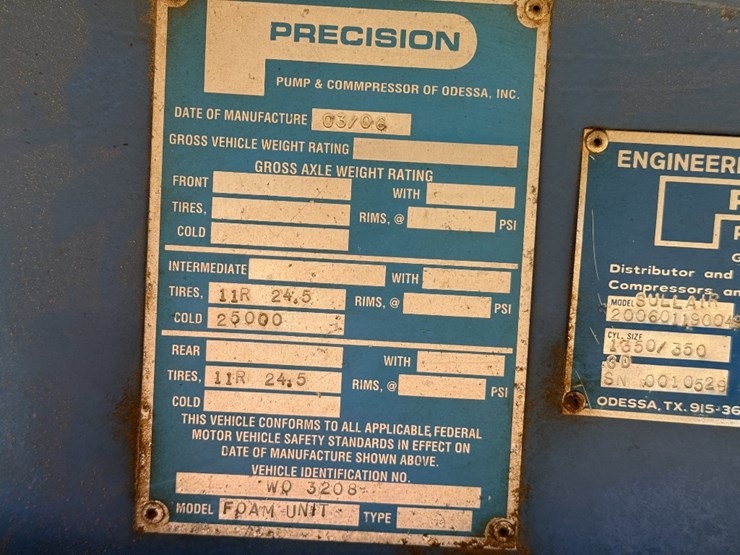 PRECISION
PUMP & COMMPRESSOR OF ODESSA, INC.
DATE OF MANUFACTURE 03/06
GROSS VEHICLE WEIGHT RATING
GROSS AXLE WEIGHT RATING
FRONT WITH
TIRES, RIMS, @ PSI
COLD
INTERMEDIATE WITH
TIRES, 11R 24.5 RIMS, @ PSI
COLD 25000
REAR WITH
TIRES, 11R 24.5 RIMS, @ PSI
COLD
THIS VEHICLE CONFORMS TO ALL APPLICABLE FEDERAL
MOTOR VEHICLE SAFETY STANDARDS IN EFFECT ON
DATE OF MANUFACTURE SHOWN ABOVE.
VEHICLE IDENTIFICATION NO.
WO 3208
MODEL FOAM UNIT TYPE
ENGINEER
Distributor and
Compressors, an
MODEL SULLAIR
CYL. SIZE
1350/350
SN 0010529
ODESSA, TX. 915-36